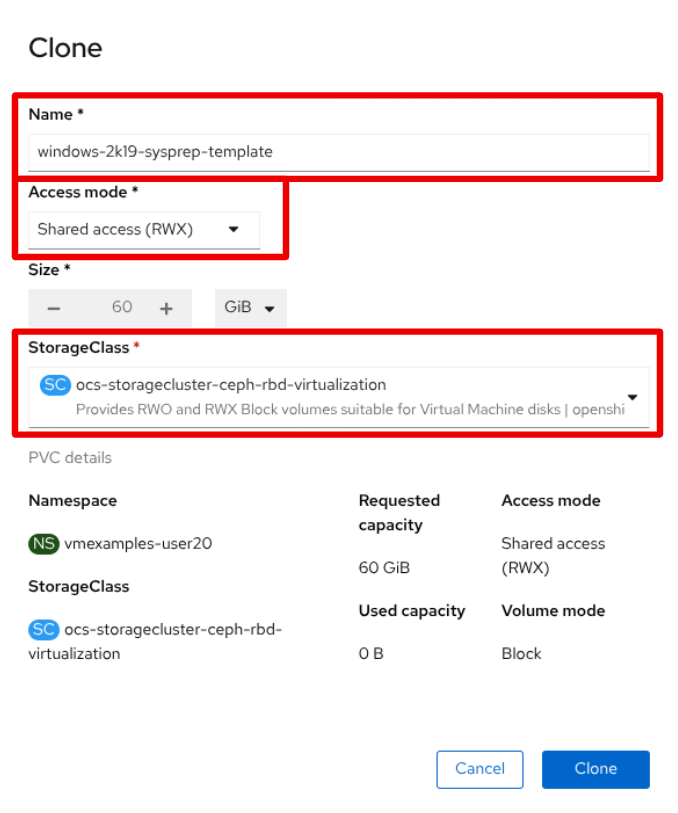 Clone
Name *
windows-2k19-sysprep-template
Access mode *
Shared access (RWX)
Size *
60
GiB
StorageClass *
SC ocs-storagecluster-ceph-rbd-virtualization
Provides RWO and RWX Block volumes suitable for Virtual Machine disks | openshi
PVC details
Namespace
NS vmexamples-user20
StorageClass
SC ocs-storagecluster-ceph-rbd-
virtualization
Requested
capacity
60 GiB
Used capacity
0 B
Access mode
Shared access
(RWX)
Volume mode
Block
Cancel
Clone